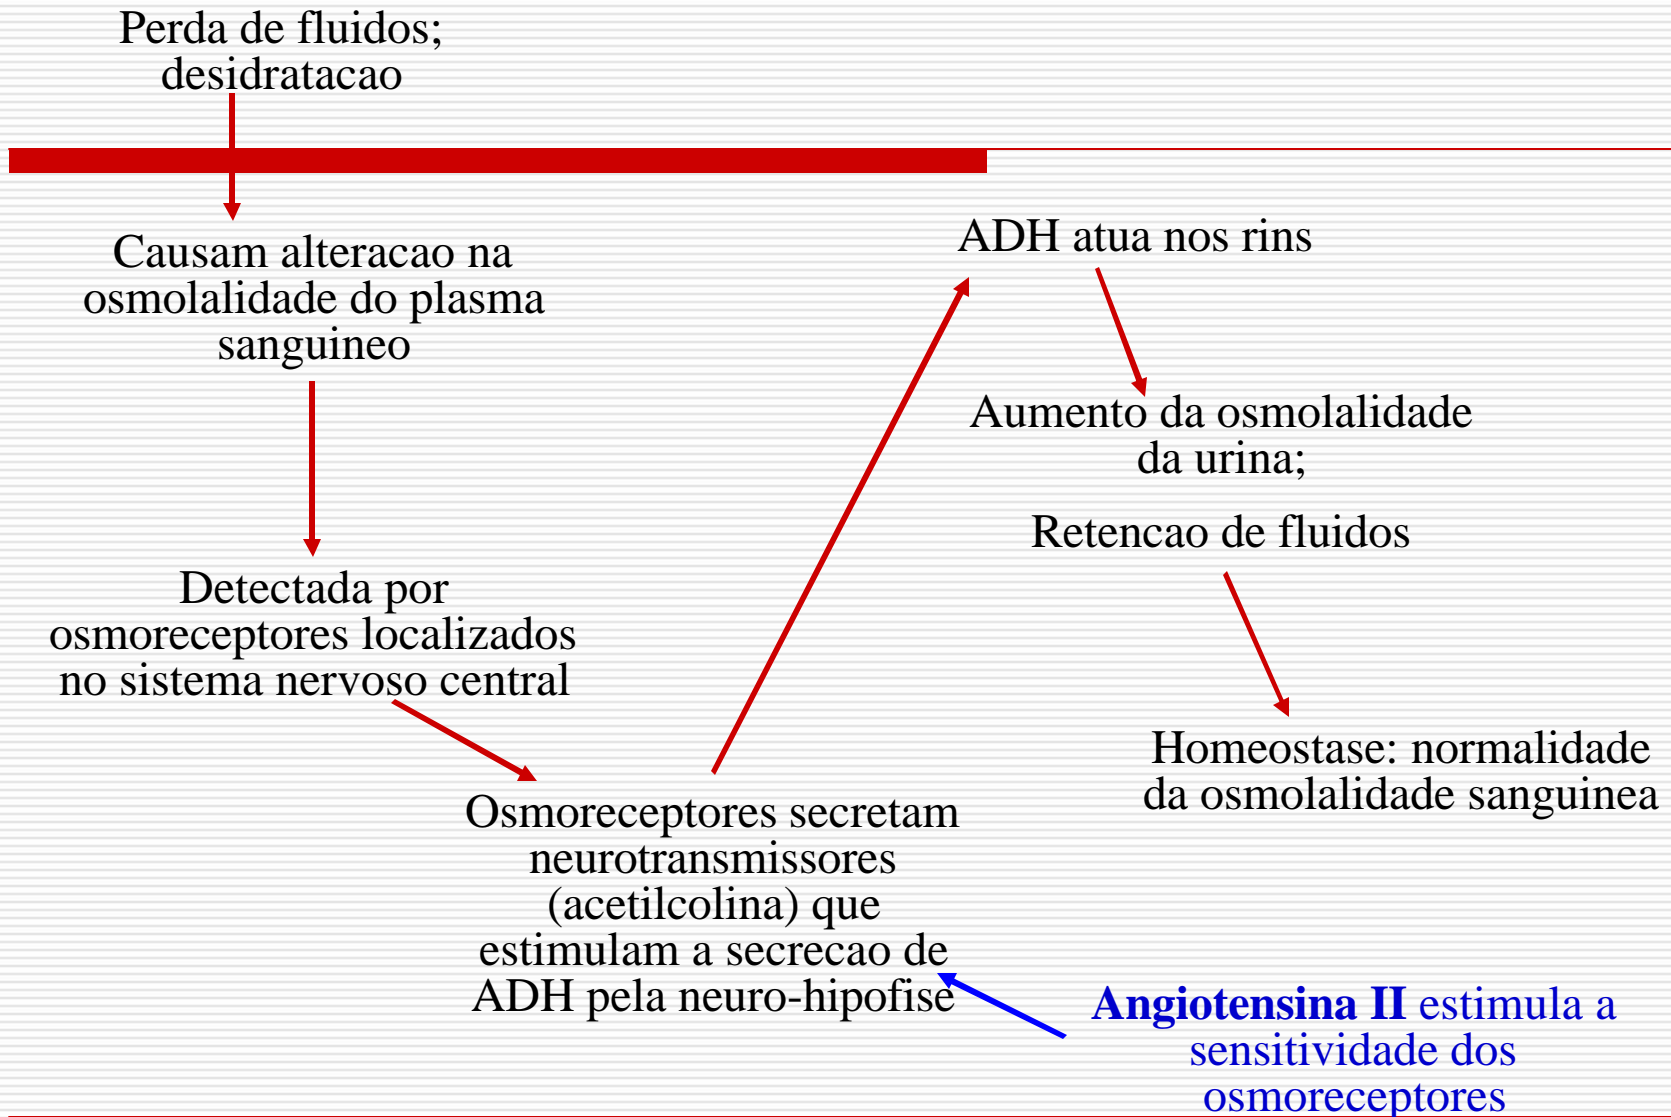 Perda de fluidos;
desidratacao
Causam alteracao na
osmolalidade do plasma
sanguineo
Detectada por
osmoreceptores localizados
no sistema nervoso central
Osmoreceptores secretam
neurotransmissores
(acetilcolina) que
estimulam a secrecao de
ADH pela neuro-hipofise
ADH atua nos rins
Aumento da osmolalidade
da urina;
Retencao de fluidos
Homeostase: normalidade
da osmolalidade sanguinea
Angiotensina II estimula a
sensitividade dos
osmoreceptores